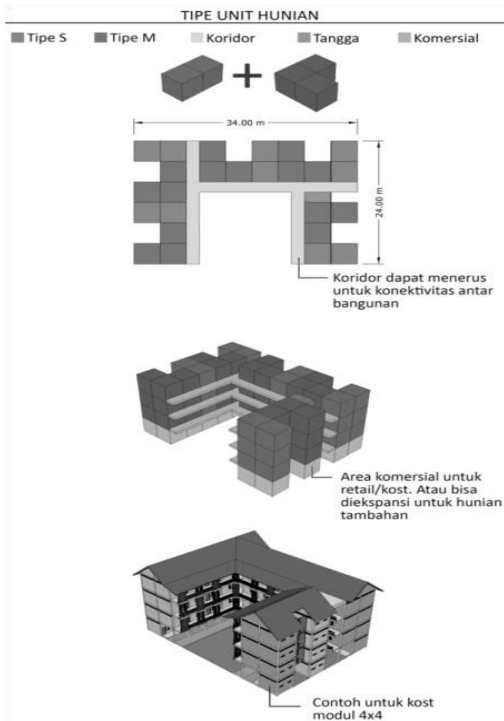 TIPE UNIT HUNIAN
Tipe S Tipe M Koridor Tangga Komersial
34.00 m
24.00 m
Koridor dapat menerus
untuk konektivitas antar
bangunan
Area komersial untuk
retail/kost. Atau bisa
diekspansi untuk hunian
tambahan
Contoh untuk kost
modul 4x4